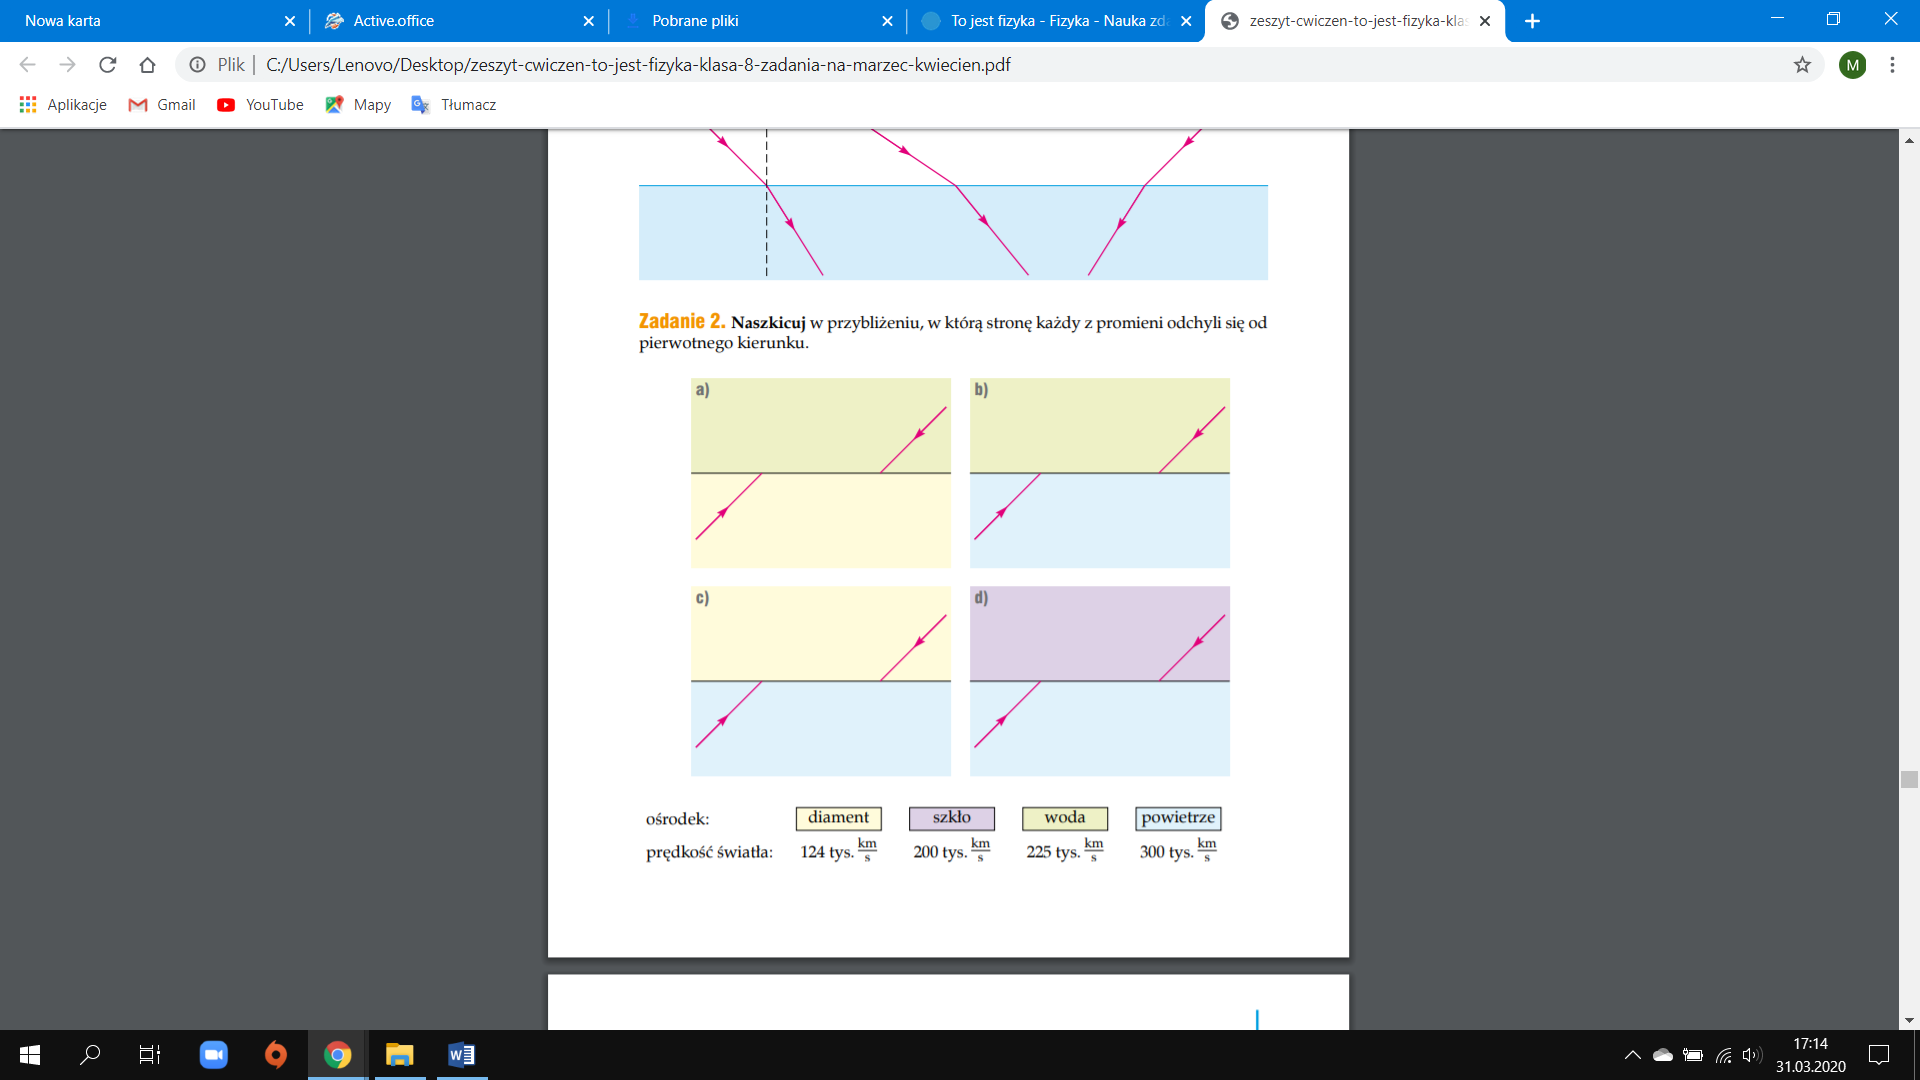 Nowa karta
Active.office
Pobrane pliki
To jest fizyka - Fizyka - Nauka zda
zeszyt-cwiczen-to-jest-fizyka-klas
Plik | C:/Users/Lenovo/Desktop/zeszyt-cwiczen-to-jest-fizyka-klasa-8-zadania-na-marzec-kwiecien.pdf
M
Aplikacje Gmail YouTube Mapy Tłumacz
Zadanie 2. Naszkicuj w przybliżeniu, w którą stronę każdy z promieni odchyli się od
pierwotnego kierunku.
a) b)
c) d)
ośrodek: diament szkło woda powietrze
prędkość światła: 124 tys. km/s 200 tys. km/s 225 tys. km/s 300 tys. km/s
17:14
31.03.2020